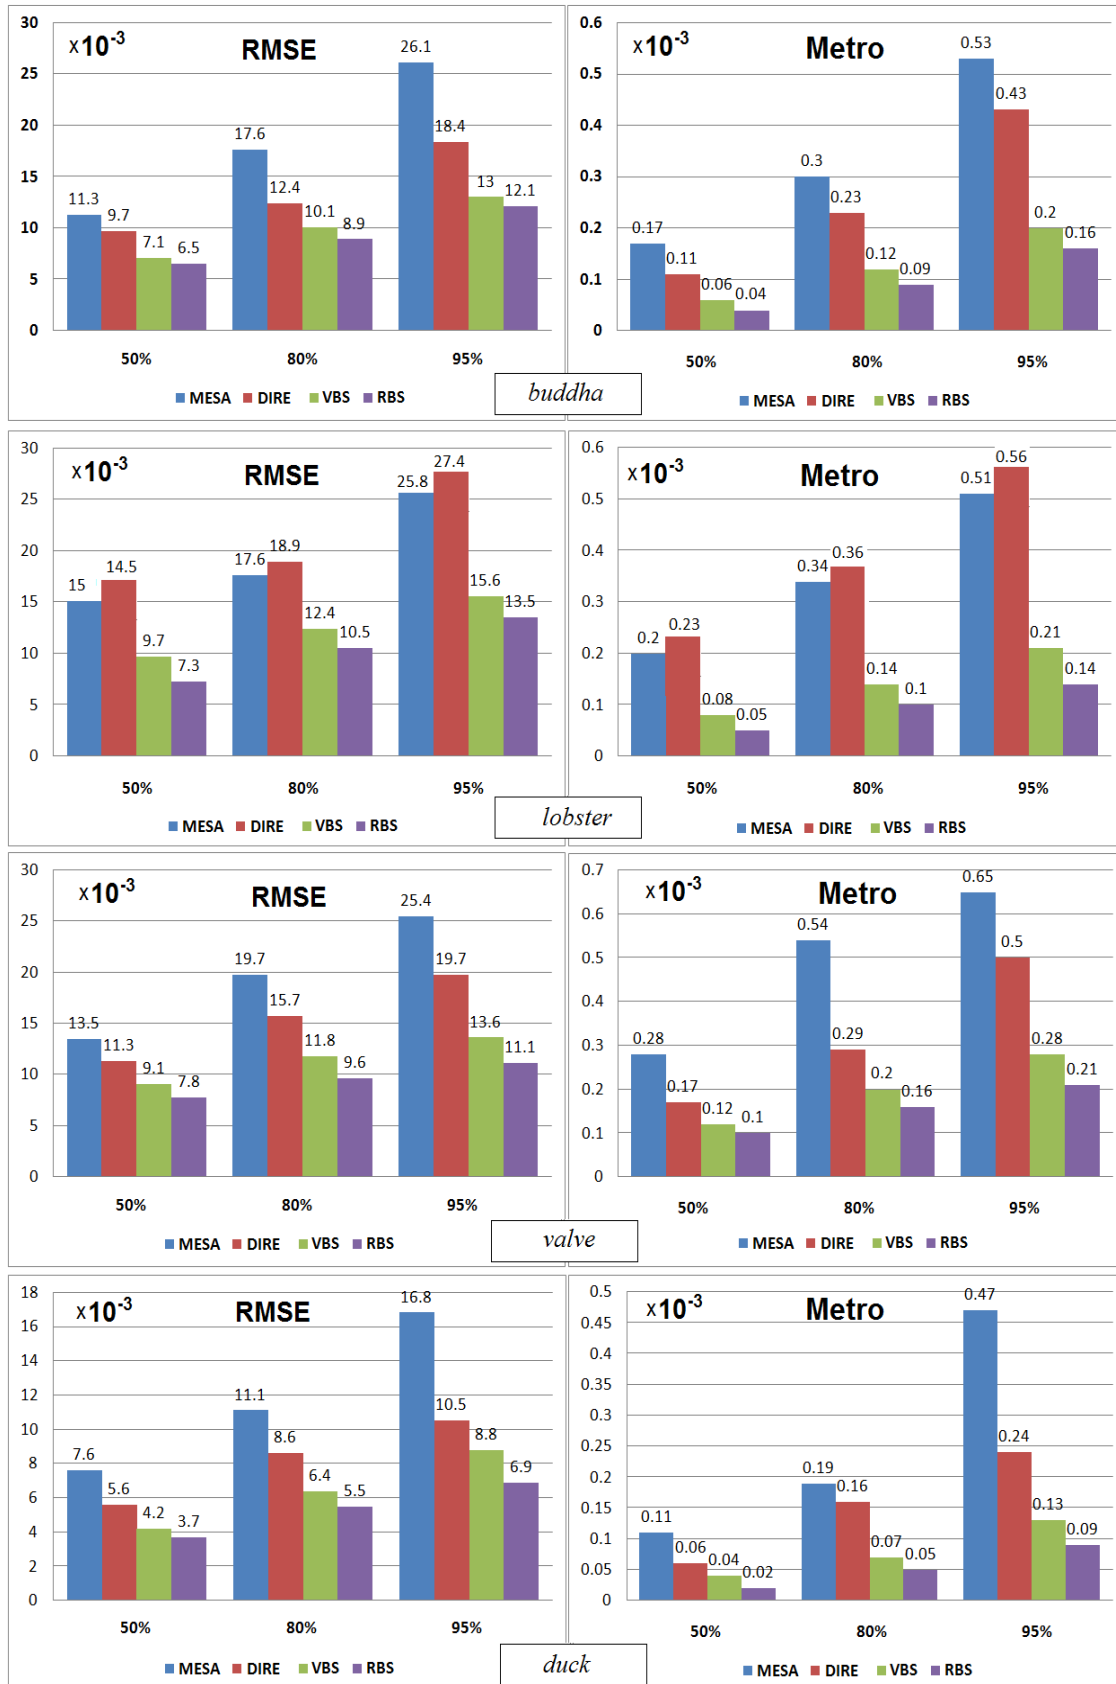 ×10-3 RMSE
30
25
20
15
10
5
0
11.3 9.7 7.1 6.5
17.6 12.4 10.1 8.9
26.1 18.4 13 12.1
50% 80% 95%
MESA DIRE VBS RBS
×10-3 Metro
0.6
0.5
0.4
0.3
0.2
0.1
0
0.17 0.11 0.06 0.04
0.3 0.23 0.12 0.09
0.53 0.43 0.2 0.16
50% 80% 95%
MESA DIRE VBS RBS
buddha
×10-3 RMSE
30
25
20
15
10
5
0
15 14.5 9.7 7.3
17.6 18.9 12.4 10.5
25.8 27.4 15.6 13.5
50% 80% 95%
MESA DIRE VBS RBS
×10-3 Metro
0.6
0.5
0.4
0.3
0.2
0.1
0
0.2 0.23 0.08 0.05
0.34 0.36 0.14 0.1
0.51 0.56 0.21 0.14
50% 80% 95%
MESA DIRE VBS RBS
lobster
×10-3 RMSE
30
25
20
15
10
5
0
13.5 11.3 9.1 7.8
19.7 15.7 11.8 9.6
25.4 19.7 13.6 11.1
50% 80% 95%
MESA DIRE VBS RBS
×10-3 Metro
0.7
0.6
0.5
0.4
0.3
0.2
0.1
0
0.28 0.17 0.12 0.1
0.54 0.29 0.2 0.16
0.65 0.5 0.28 0.21
50% 80% 95%
MESA DIRE VBS RBS
valve
×10-3 RMSE
18
16
14
12
10
8
6
4
2
0
7.6 5.6 4.2 3.7
11.1 8.6 6.4 5.5
16.8 10.5 8.8 6.9
50% 80% 95%
MESA DIRE VBS RBS
×10-3 Metro
0.5
0.45
0.4
0.35
0.3
0.25
0.2
0.15
0.1
0.05
0
0.11 0.06 0.04 0.02
0.19 0.16 0.07 0.05
0.47 0.24 0.13 0.09
50% 80% 95%
MESA DIRE VBS RBS
duck